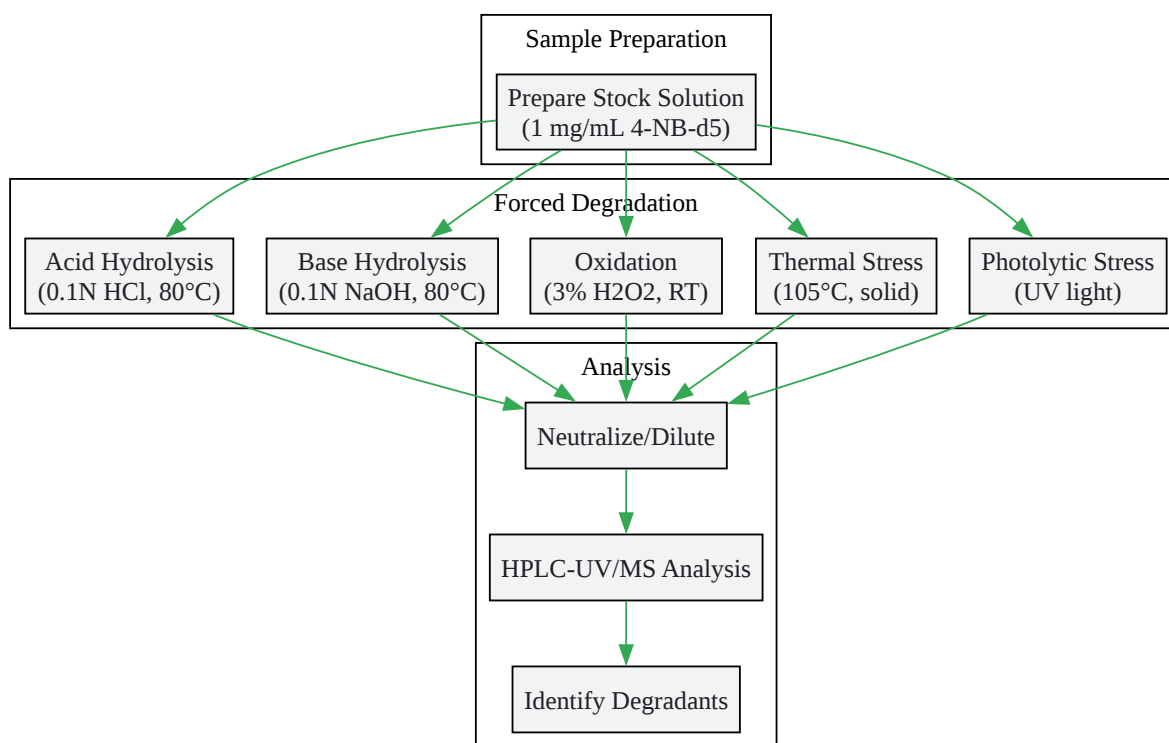 Sample Preparation
Prepare Stock Solution
(1 mg/mL 4-NB-d5)
Forced Degradation
Acid Hydrolysis
(0.1N HCl, 80°C)
Base Hydrolysis
(0.1N NaOH, 80°C)
Oxidation
(3% H2O2, RT)
Thermal Stress
(105°C, solid)
Photolytic Stress
(UV light)
Analysis
Neutralize/Dilute
HPLC-UV/MS Analysis
Identify Degradants